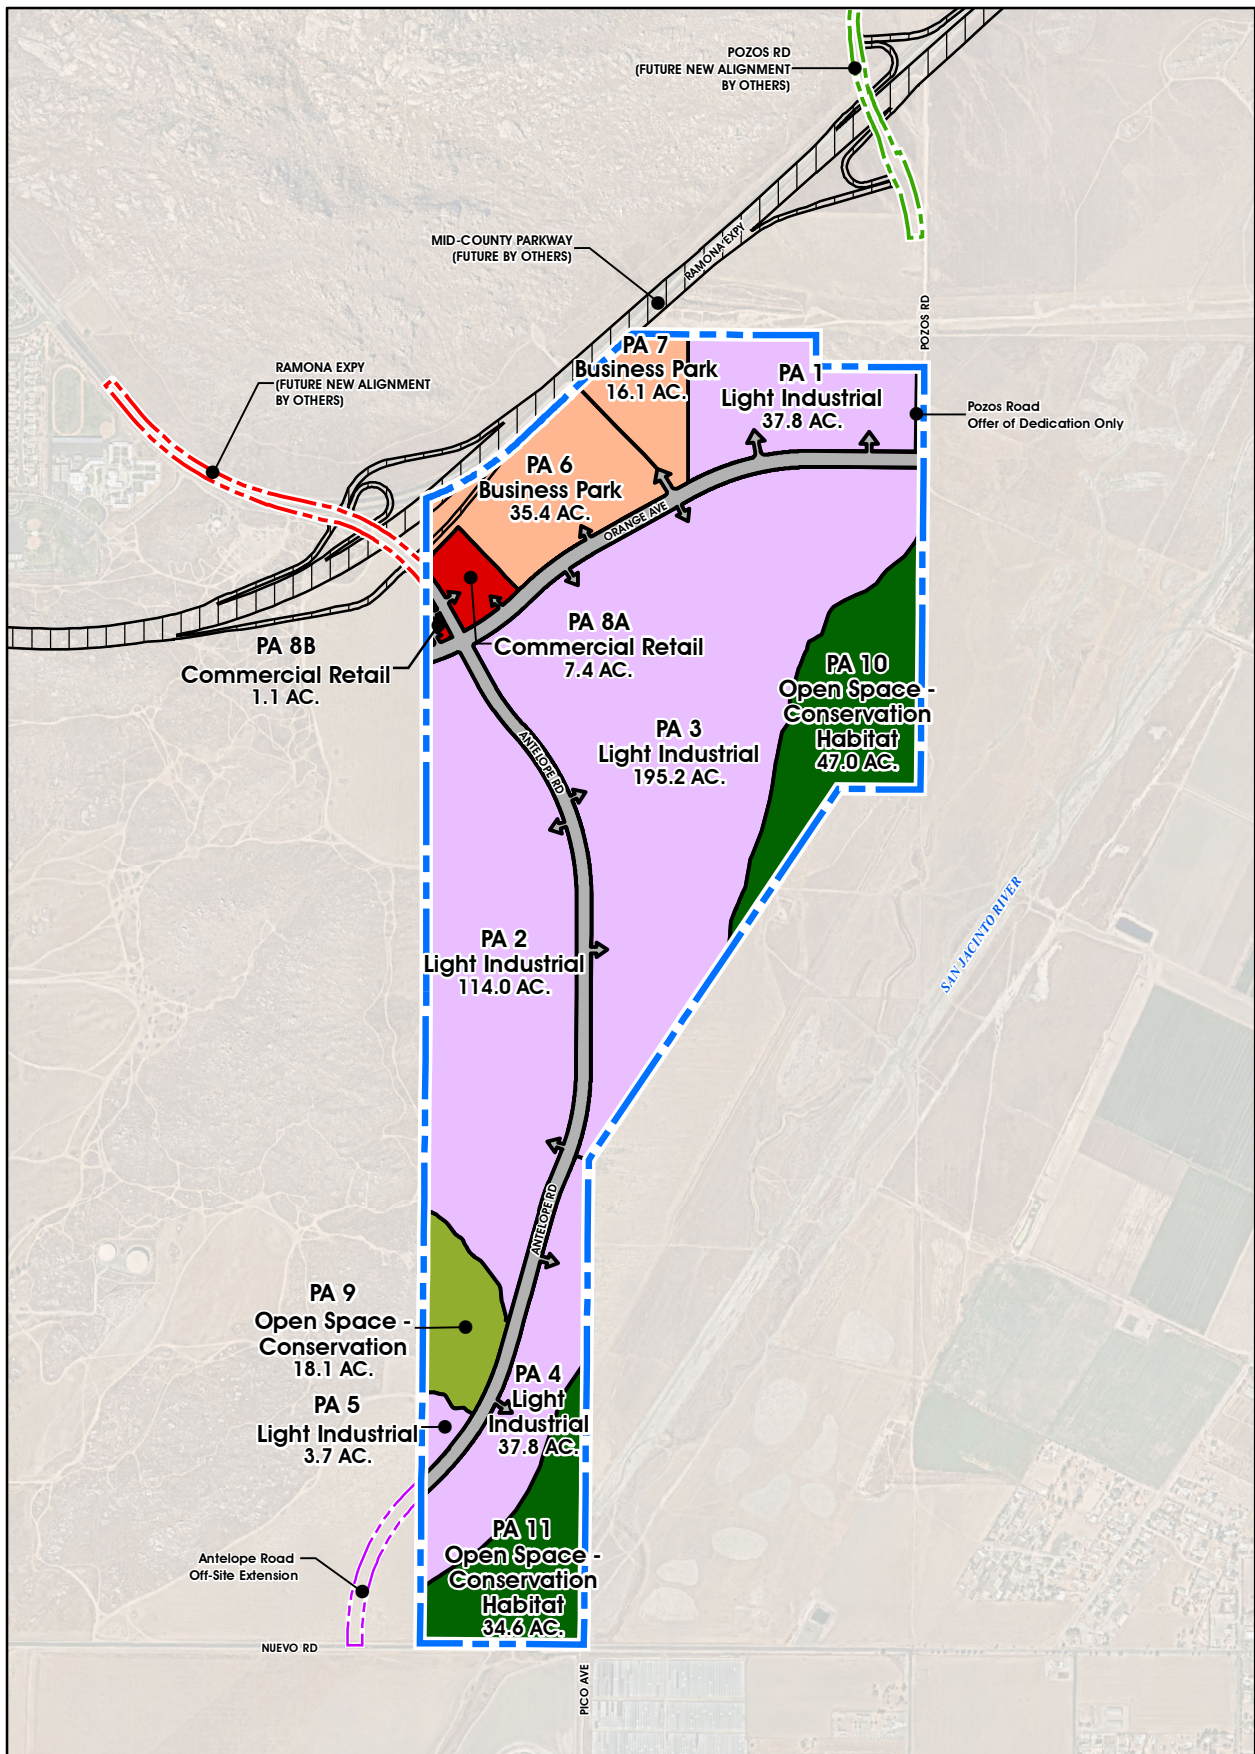 POZOS RD
(FUTURE NEW ALIGNMENT
BY OTHERS)
MID-COUNTY PARKWAY
(FUTURE BY OTHERS)
RAMONA EXPY
POZOS RD
RAMONA EXPY
(FUTURE NEW ALIGNMENT
BY OTHERS)
PA 7
Business Park
16.1 AC.
PA 1
Light Industrial
37.8 AC.
Pozos Road
Offer of Dedication Only
PA 6
Business Park
35.4 AC.
ORANGE AVE
PA 8A
Commercial Retail
7.4 AC.
PA 8B
Commercial Retail
1.1 AC.
PA 10
Open Space -
Conservation
Habitat
47.0 AC.
PA 3
Light Industrial
195.2 AC.
ANTELOPE RD
SAN JACINTO RIVER
PA 2
Light Industrial
114.0 AC.
ANTELOPE RD
PA 9
Open Space -
Conservation
18.1 AC.
PA 5
Light Industrial
3.7 AC.
PA 4
Light
Industrial
37.8 AC.
PA 11
Open Space -
Conservation
Habitat
34.6 AC.
Antelope Road
Off-Site Extension
NUEVO RD
PICO AVE